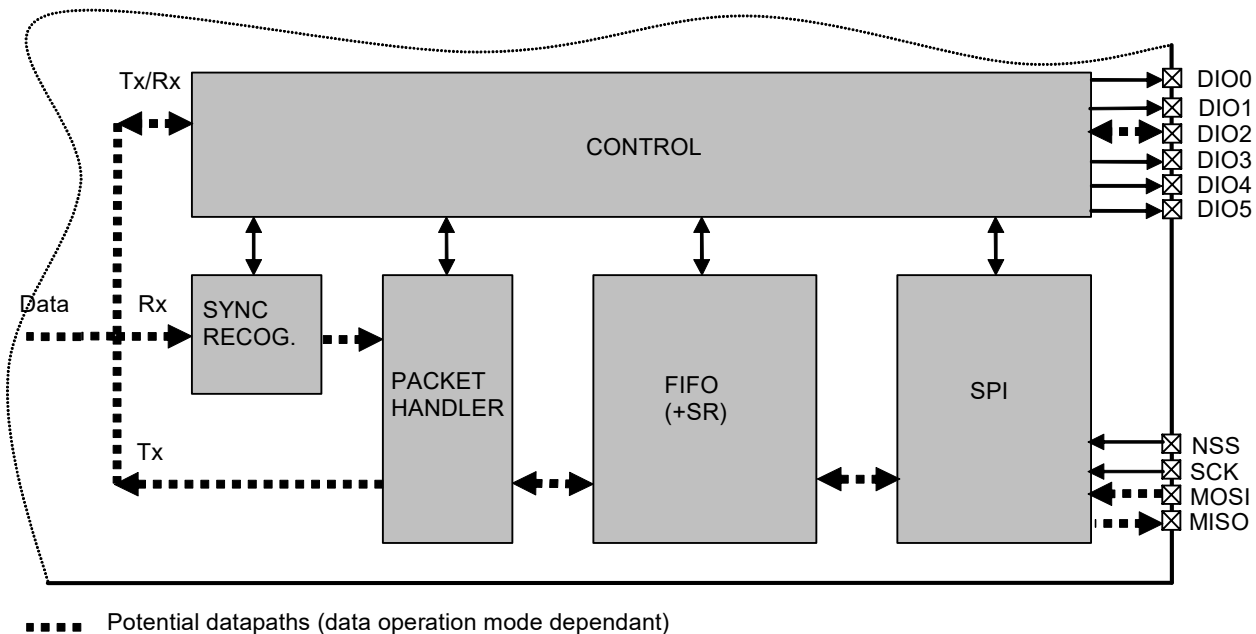 Tx/Rx
CONTROL
DIO0
DIO1
DIO2
DIO3
DIO4
DIO5
Data
Rx
SYNC
RECOG.
PACKET
HANDLER
FIFO
(+SR)
SPI
Tx
NSS
SCK
MOSI
MISO
Potential datapaths (data operation mode dependant)